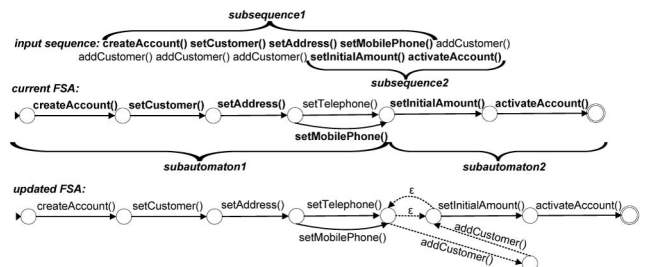 subsequence1
input sequence: createAccount() setCustomer() setAddress() setMobilePhone() addCustomer()
addCustomer() addCustomer() addCustomer() setInitialAmount() activateAccount()
subsequence2
current FSA:
createAccount() setCustomer() setAddress() setTelephone() setInitialAmount() activateAccount()
setMobilePhone()
subautomaton1 subautomaton2
updated FSA:
ε
createAccount() setCustomer() setAddress() setTelephone() ε setInitialAmount() activateAccount()
setMobilePhone() addCustomer()
addCustomer()